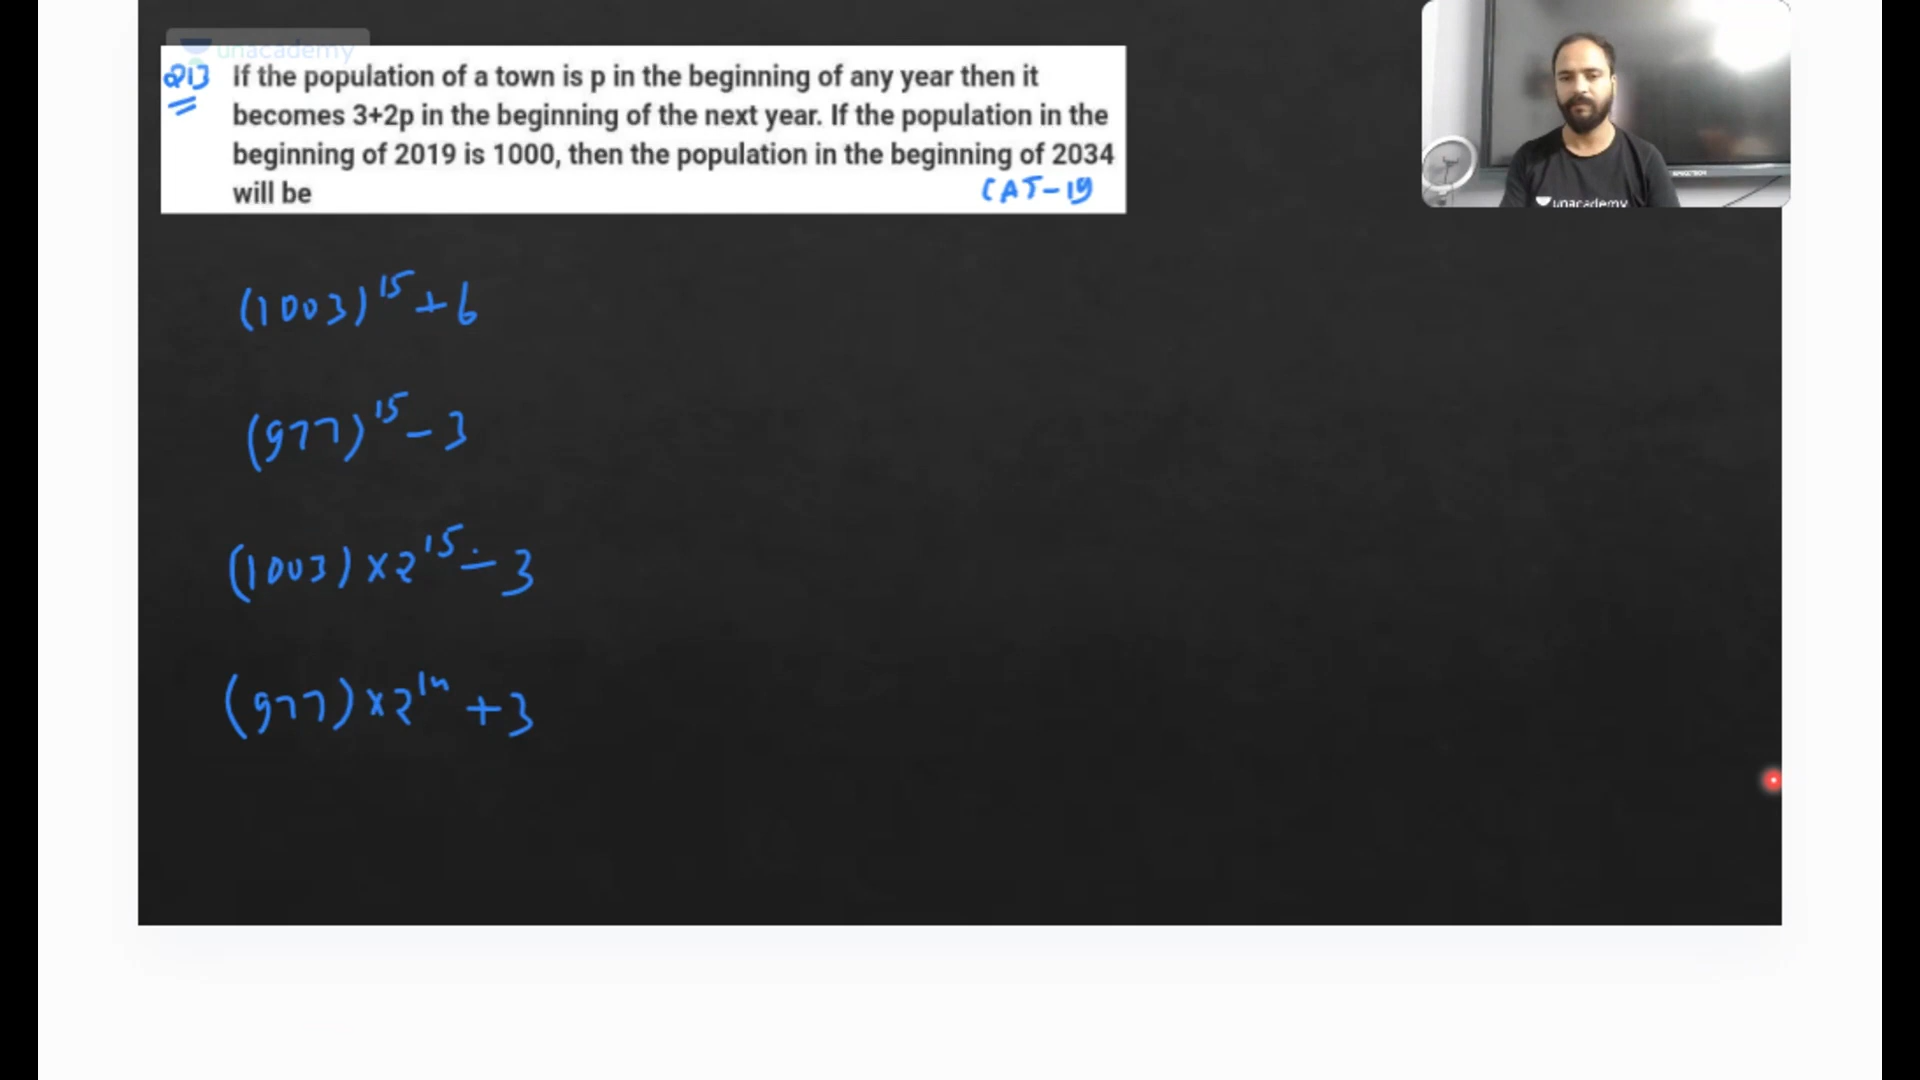 unacademy
Q13 If the population of a town is p in the beginning of any year then it
becomes 3+2p in the beginning of the next year. If the population in the
beginning of 2019 is 1000, then the population in the beginning of 2034
will be
CAT-19
(1003)^15 + 6
(977)^15 - 3
(1003) × 2^15 - 3
(977) × 2^14 + 3
unacademy